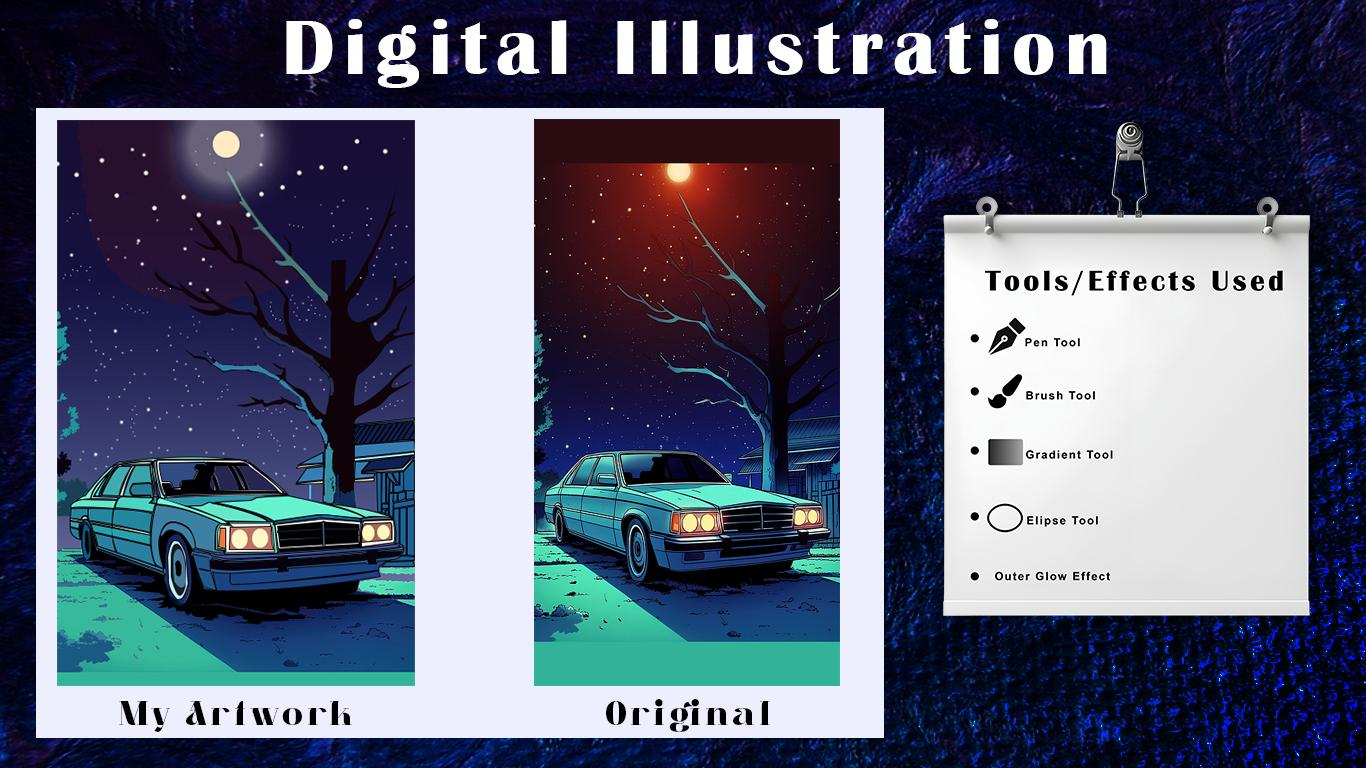 Digital Illustration
My Artwork
Original
Tools/Effects Used
Pen Tool
Brush Tool
Gradient Tool
Elipse Tool
Outer Glow Effect